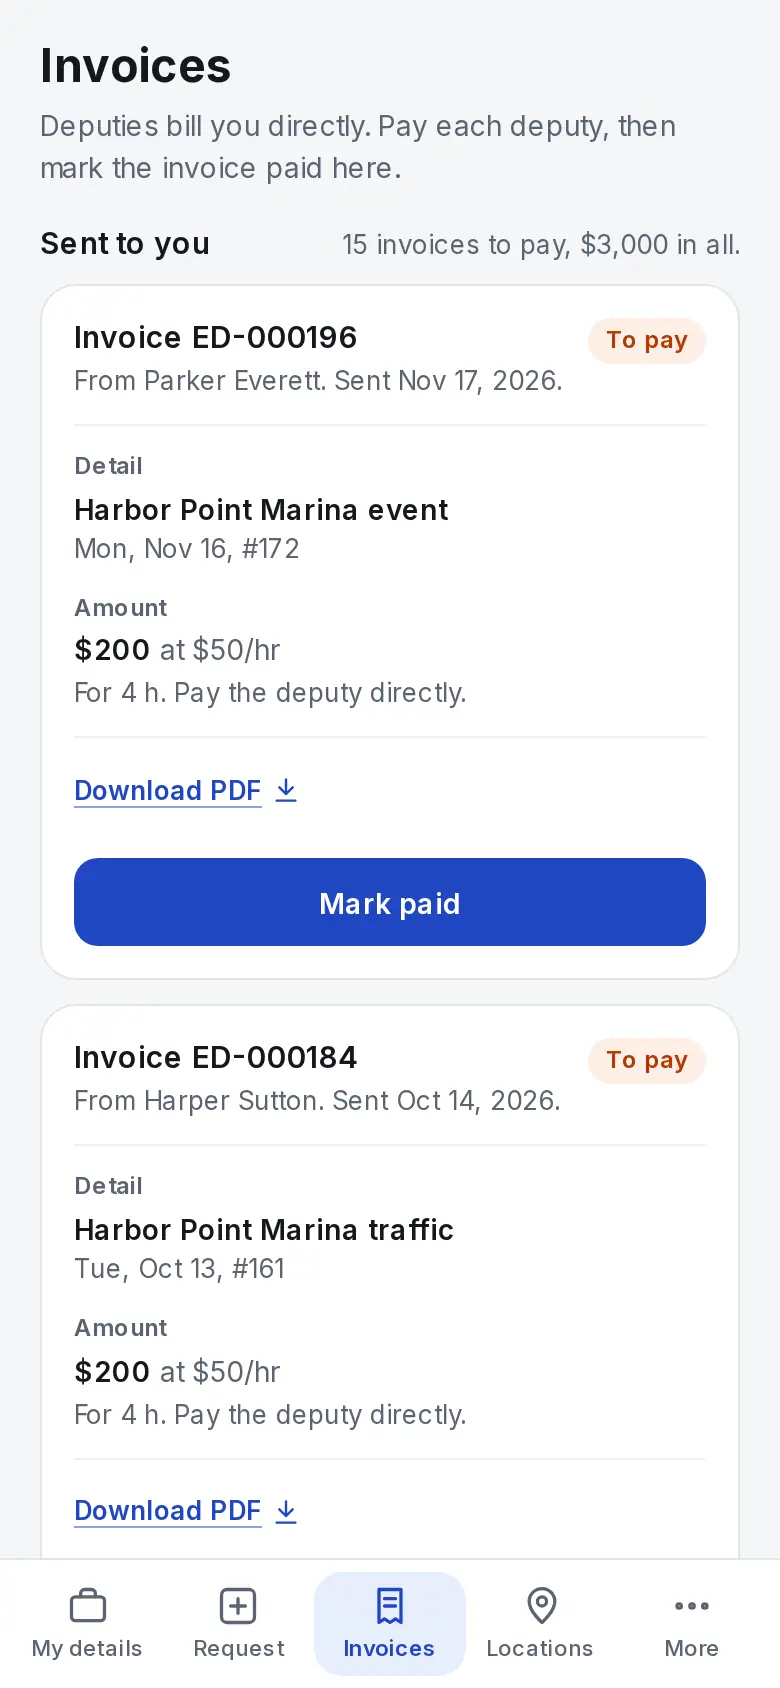 Invoices
Deputies bill you directly. Pay each deputy, then
mark the invoice paid here.
Sent to you
15 invoices to pay, $3,000 in all.
Invoice ED-000196
To pay
From Parker Everett. Sent Nov 17, 2026.
Detail
Harbor Point Marina event
Mon, Nov 16, #172
Amount
$200 at $50/hr
For 4 h. Pay the deputy directly.
Download PDF
Mark paid
Invoice ED-000184
To pay
From Harper Sutton. Sent Oct 14, 2026.
Detail
Harbor Point Marina traffic
Tue, Oct 13, #161
Amount
$200 at $50/hr
For 4 h. Pay the deputy directly.
Download PDF
My details
Request
Invoices
Locations
More